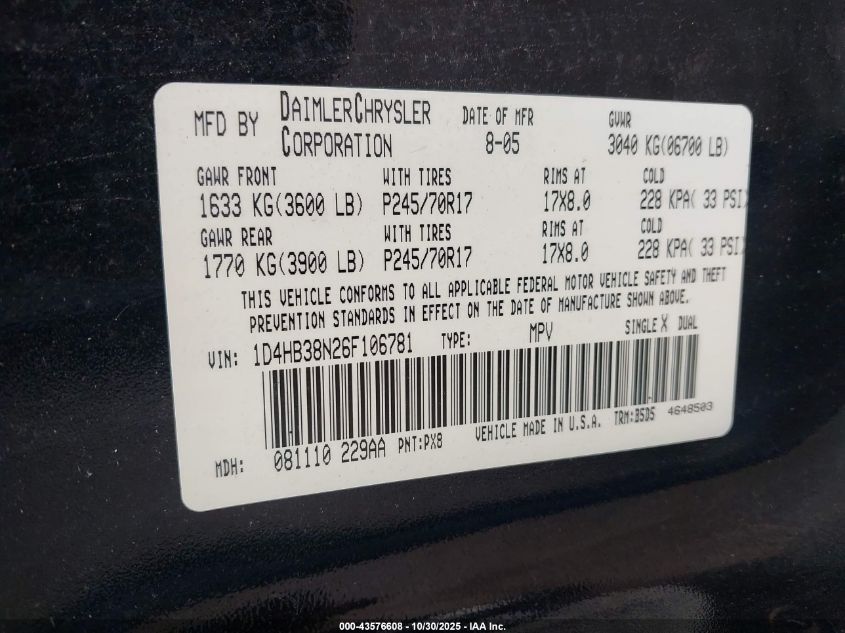 MFD BY DAIMLERCHRYSLER CORPORATION DATE OF MFR 8-05 GVWR 3040 KG(06700 LB)
GAWR FRONT WITH TIRES RIMS AT COLD
1633 KG(3600 LB) P245/70R17 17X8.0 228 KPA( 33 PSI)
GAWR REAR WITH TIRES RIMS AT COLD
1770 KG(3900 LB) P245/70R17 17X8.0 228 KPA( 33 PSI)
THIS VEHICLE CONFORMS TO ALL APPLICABLE FEDERAL MOTOR VEHICLE SAFETY AND THEFT
PREVENTION STANDARDS IN EFFECT ON THE DATE OF MANUFACTURE SHOWN ABOVE.
VIN: 1D4HB38N26F106781 TYPE: MPV SINGLE X DUAL
MDH: 081110 229AA PNT:PX8 VEHICLE MADE IN U.S.A. TRM:B5D5 4648503
000-43576608 - 10/30/2025 - IAA Inc.